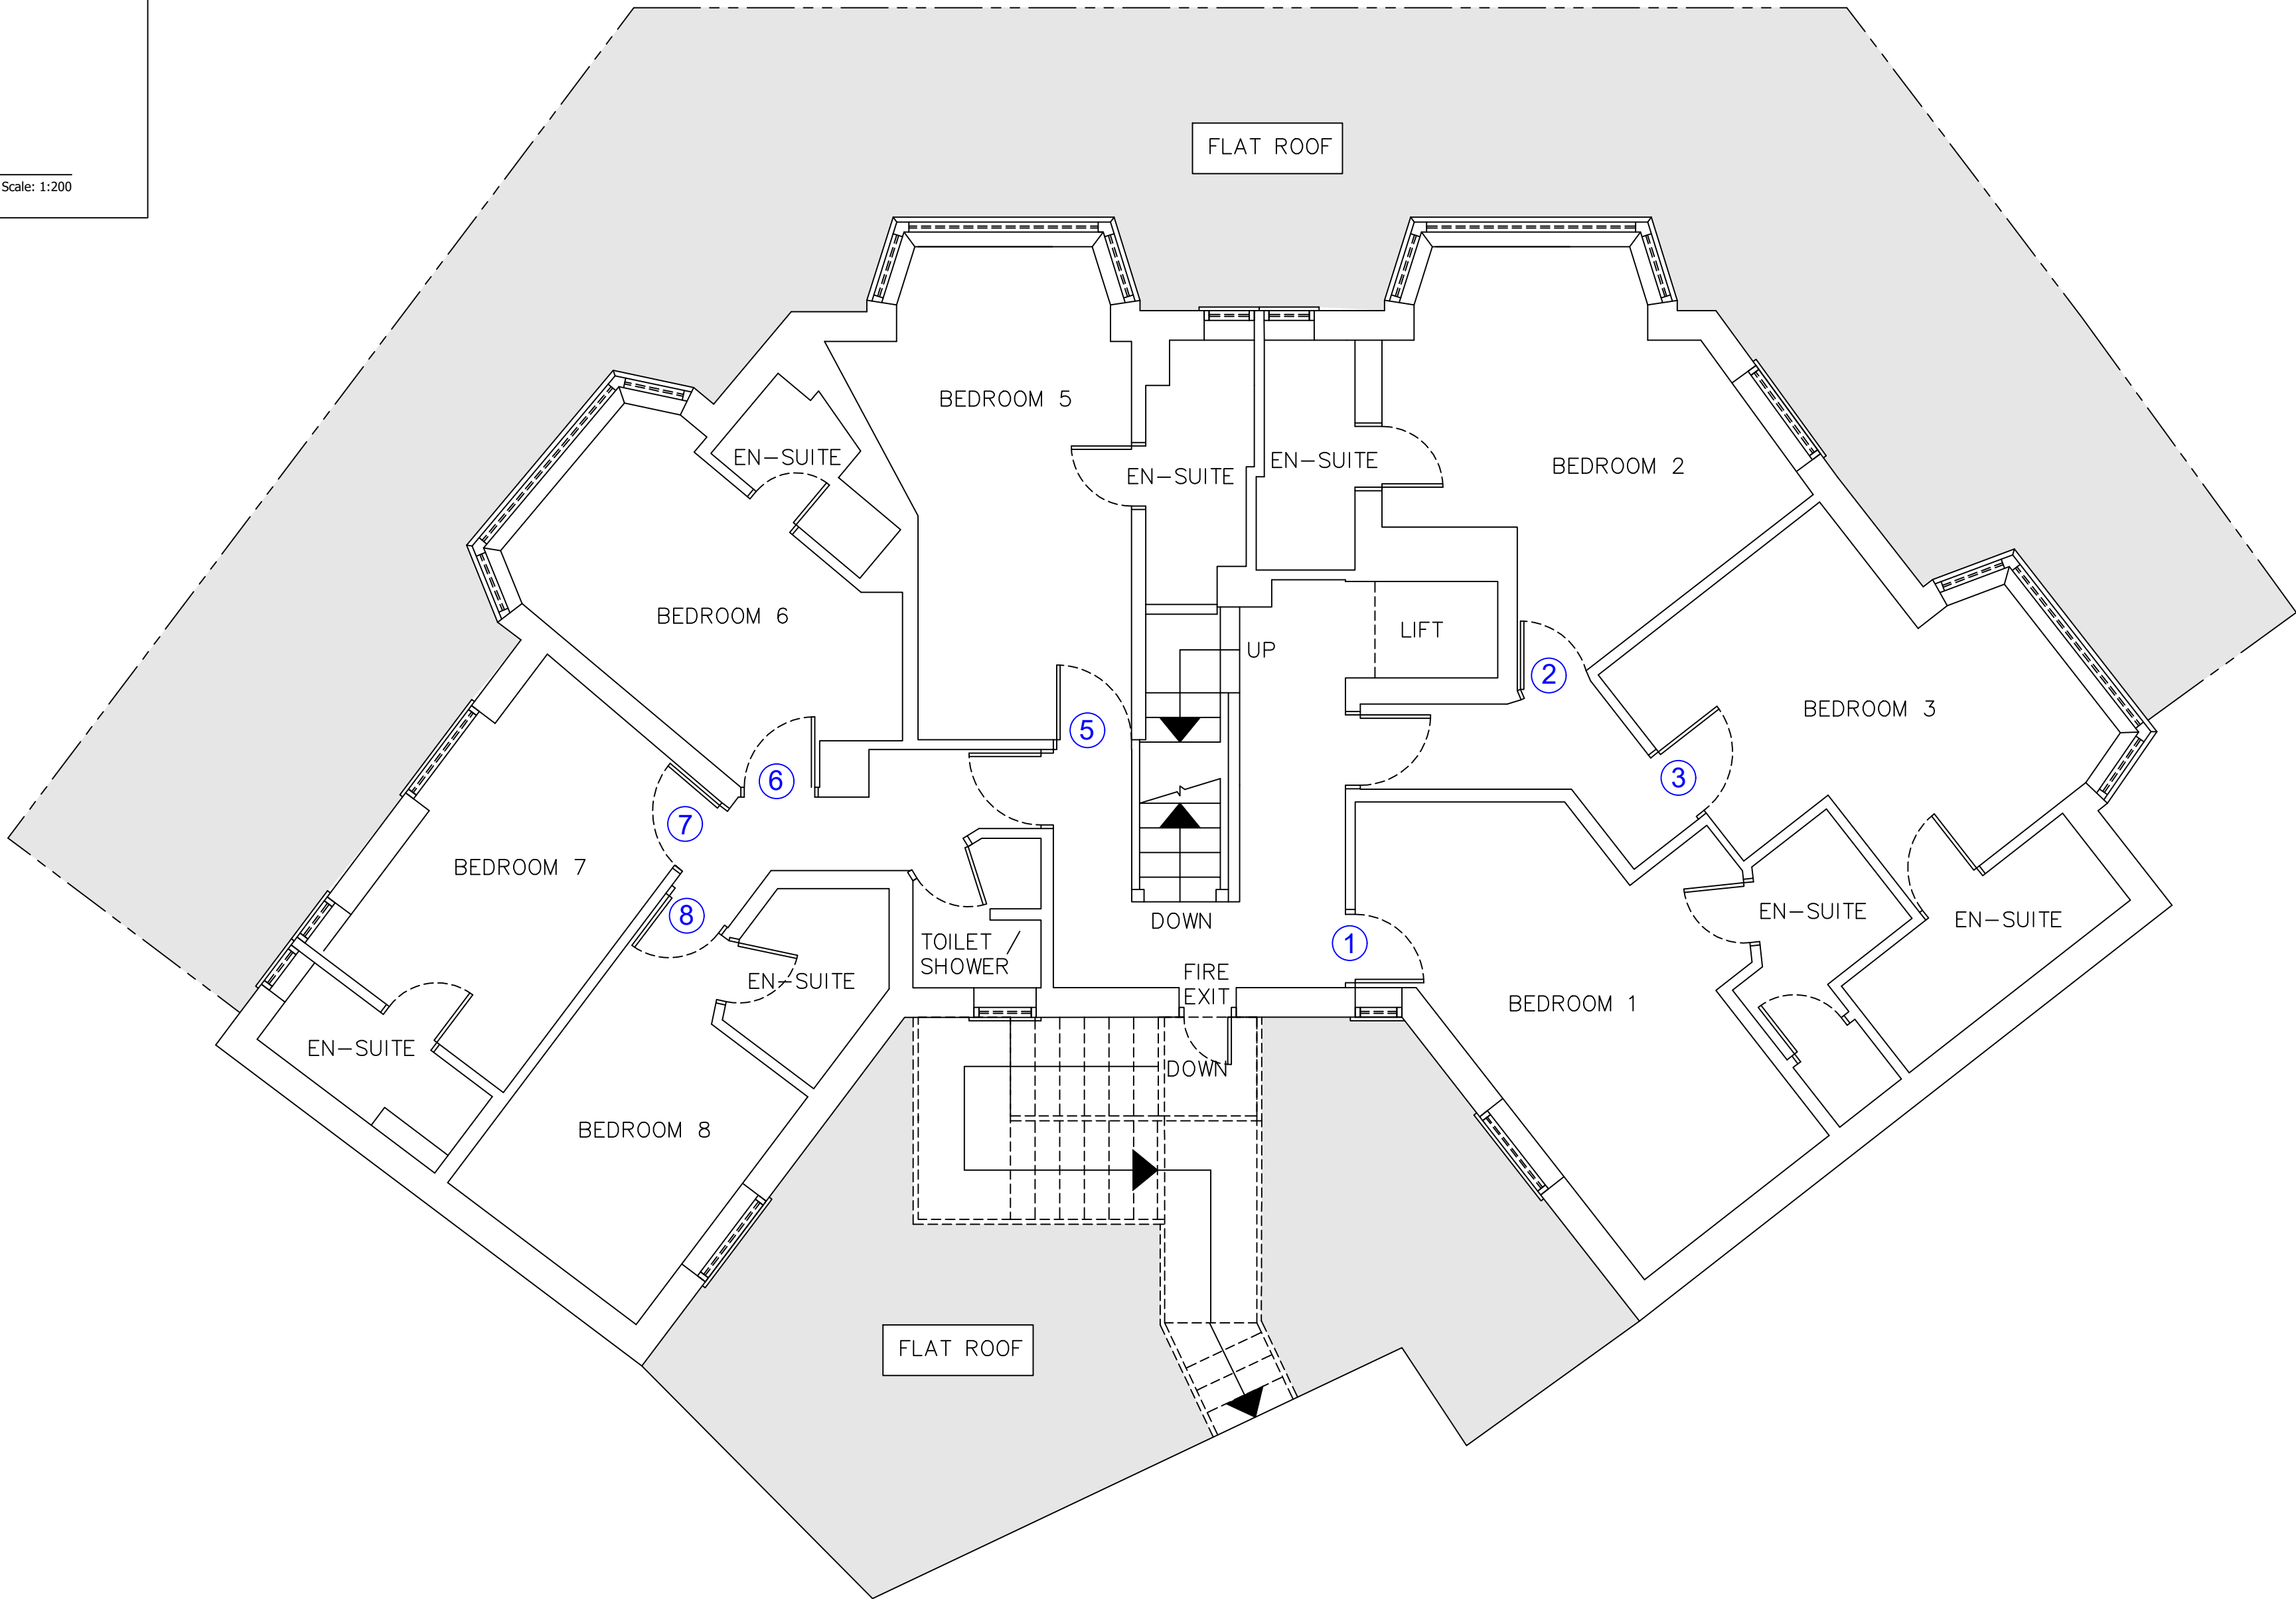 Scale: 1:200
FLAT ROOF
BEDROOM 5
EN-SUITE
EN-SUITE
EN-SUITE
BEDROOM 2
BEDROOM 6
LIFT
UP
2
5
BEDROOM 3
6
3
7
BEDROOM 7
8
DOWN
EN-SUITE
EN-SUITE
TOILET
SHOWER
1
FIRE
EXIT
EN-SUITE
BEDROOM 1
EN-SUITE
DOWN
BEDROOM 8
FLAT ROOF